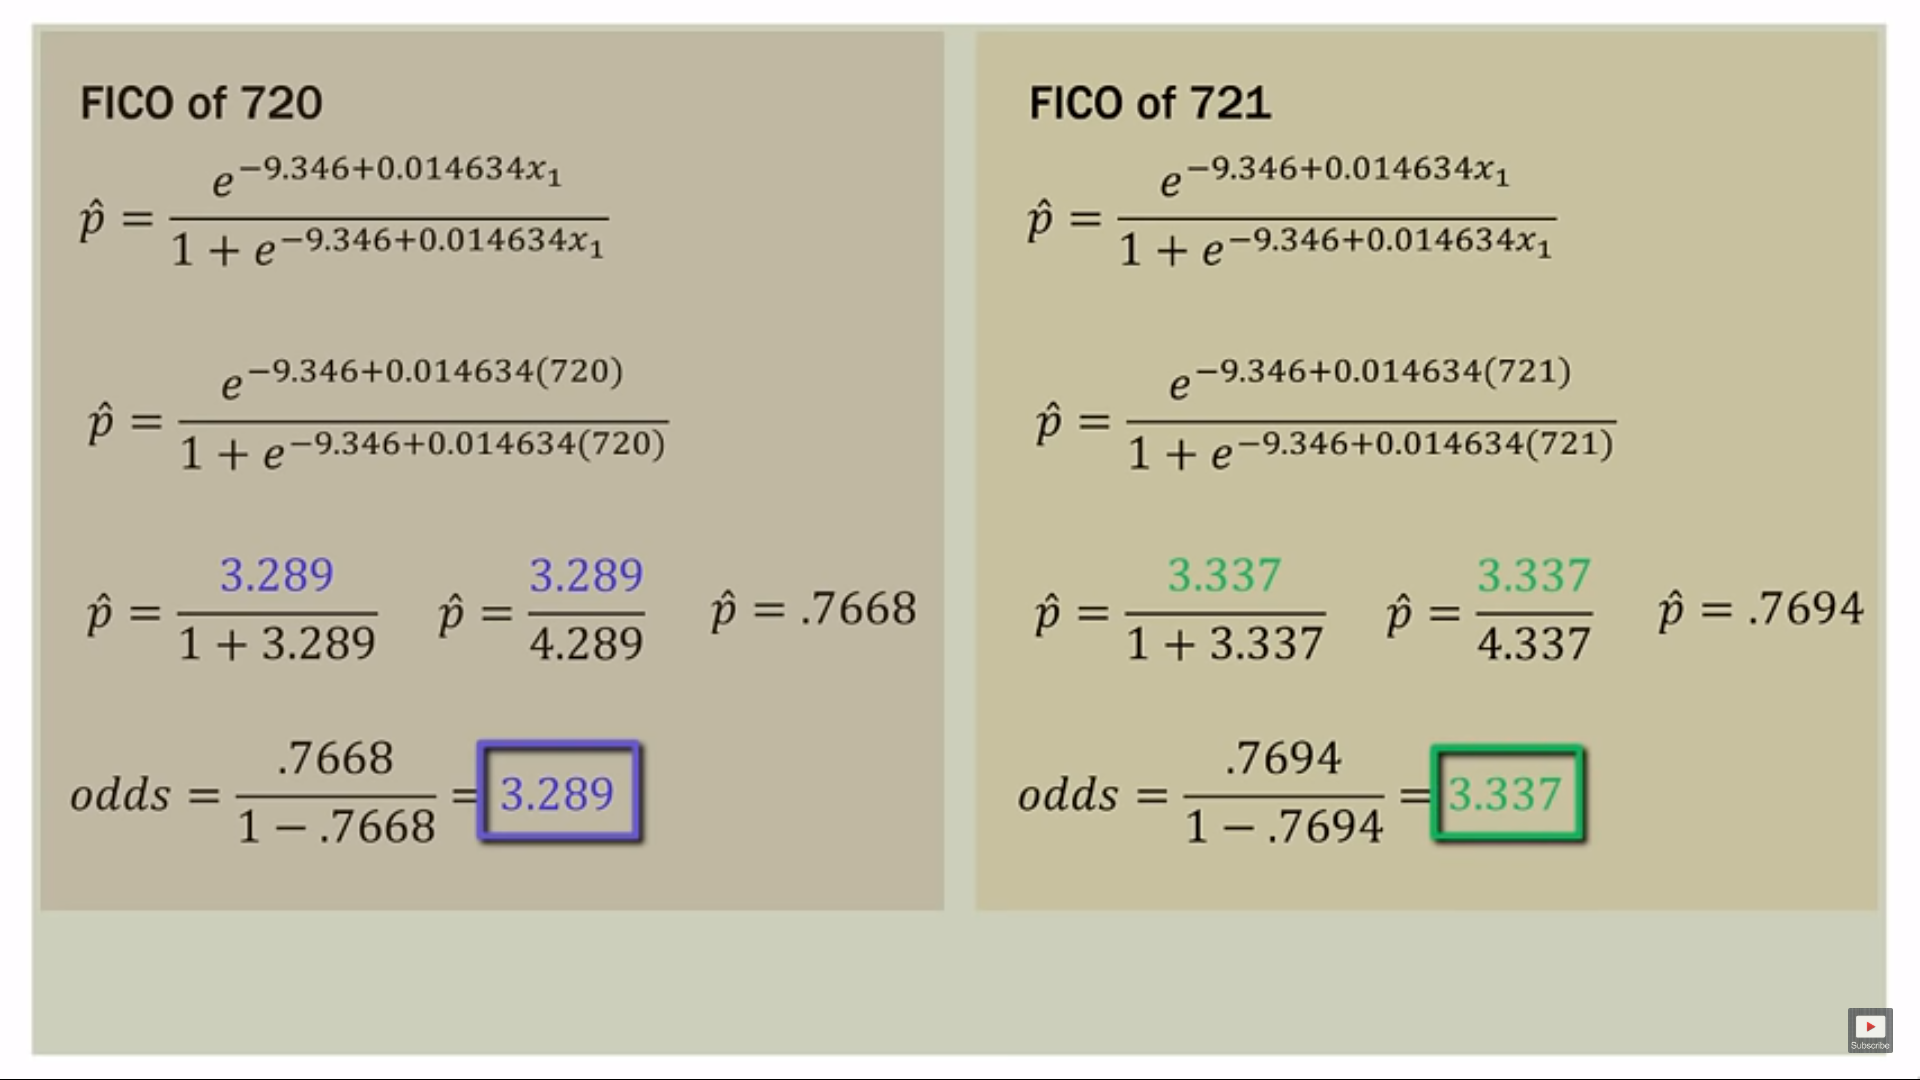 FICO of 720
p̂ = e^{−9.346+0.014634x₁} / (1 + e^{−9.346+0.014634x₁})
p̂ = e^{−9.346+0.014634(720)} / (1 + e^{−9.346+0.014634(720)})
p̂ = 3.289 / (1 + 3.289)   p̂ = 3.289 / 4.289   p̂ = .7668
odds = .7668 / (1 − .7668) = 3.289
FICO of 721
p̂ = e^{−9.346+0.014634x₁} / (1 + e^{−9.346+0.014634x₁})
p̂ = e^{−9.346+0.014634(721)} / (1 + e^{−9.346+0.014634(721)})
p̂ = 3.337 / (1 + 3.337)   p̂ = 3.337 / 4.337   p̂ = .7694
odds = .7694 / (1 − .7694) = 3.337
Subscribe